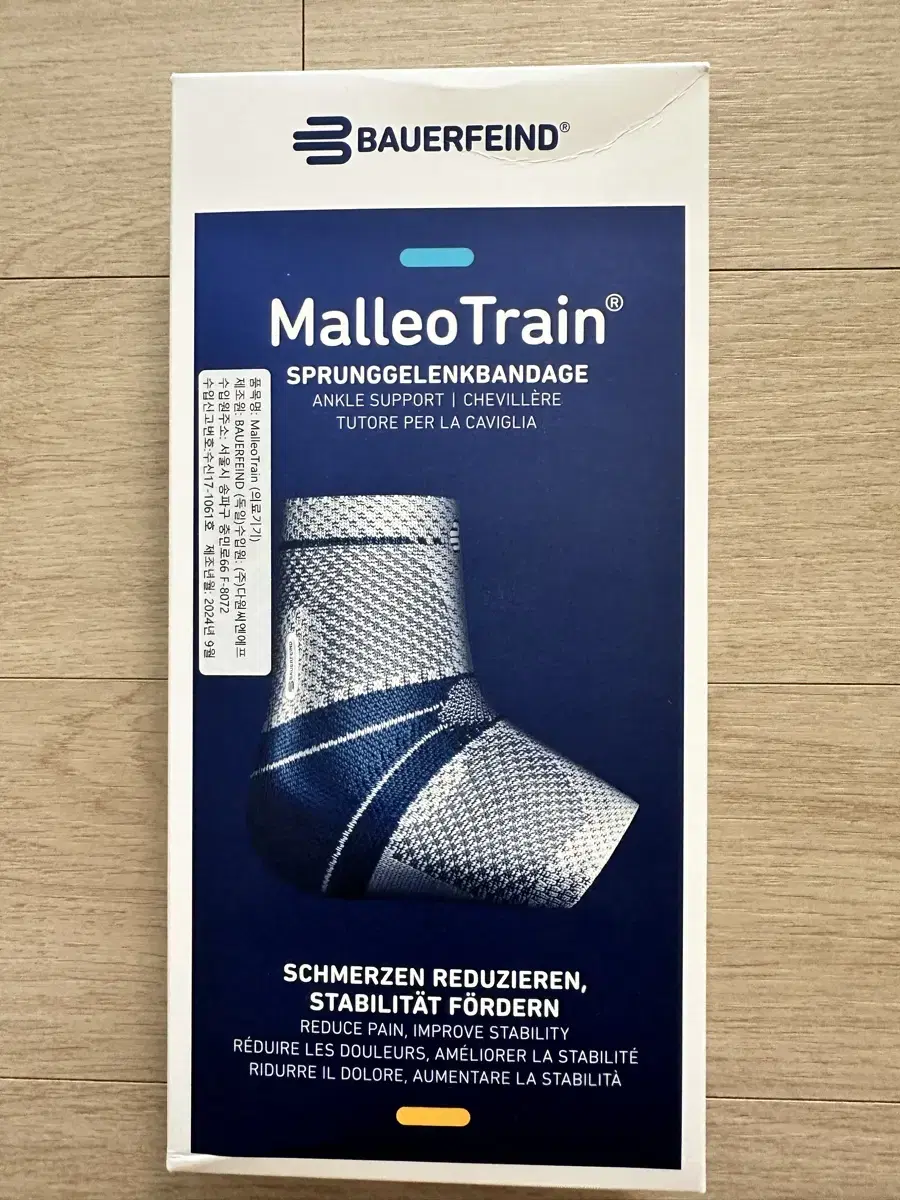 BAUERFEIND®
MalleoTrain®
SPRUNGGELENKBANDAGE
ANKLE SUPPORT | CHEVILLÈRE
TUTORE PER LA CAVIGLIA
품목명: MalleoTrain (의료기기)
제조원: BAUERFEIND (독일)수입원: (주)다원씨엔에프
수입원주소: 서울시 송파구 충민로66 F-8072
수입신고번호:수신17-1061호 제조년월: 2024년 9월
SCHMERZEN REDUZIEREN,
STABILITÄT FÖRDERN
REDUCE PAIN, IMPROVE STABILITY
RÉDUIRE LES DOULEURS, AMÉLIORER LA STABILITÉ
RIDURRE IL DOLORE, AUMENTARE LA STABILITÀ